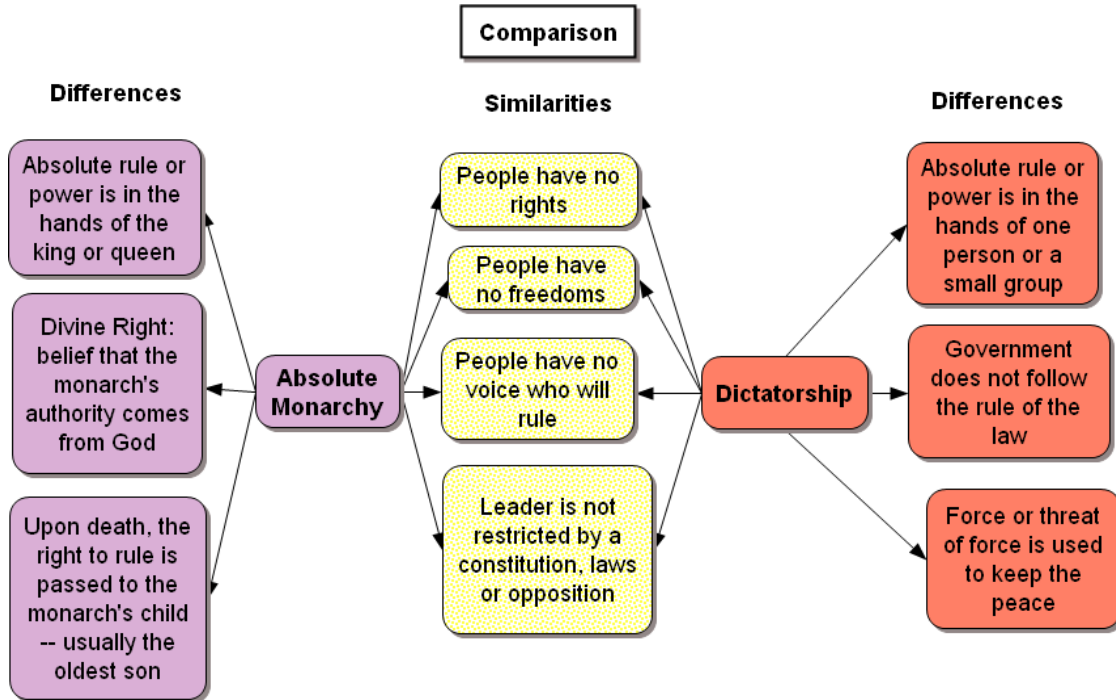 Comparison
Differences
Similarities
Differences
Absolute rule or
power is in the
hands of the
king or queen
Divine Right:
belief that the
monarch's
authority comes
from God
Upon death, the
right to rule is
passed to the
monarch's child
-- usually the
oldest son
Absolute
Monarchy
People have no
rights
People have
no freedoms
People have no
voice who will
rule
Leader is not
restricted by a
constitution, laws
or opposition
Dictatorship
Absolute rule or
power is in the
hands of one
person or a
small group
Government
does not follow
the rule of the
law
Force or threat
of force is used
to keep the
peace